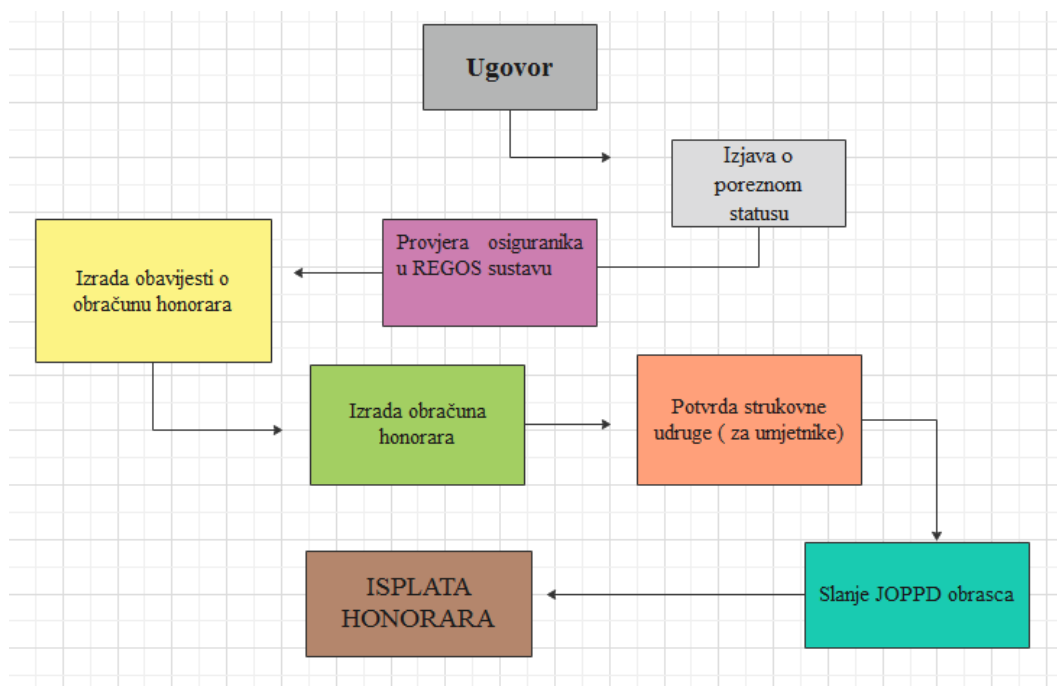 Ugovor
Izjava o
poreznom
statusu
Provjera osiguranika
u REGOS sustavu
Izrada obavijesti o
obračunu honorara
Izrada obračuna
honorara
Potvrda strukovne
udruge ( za umjetnike)
Slanje JOPPD obrasca
ISPLATA
HONORARA